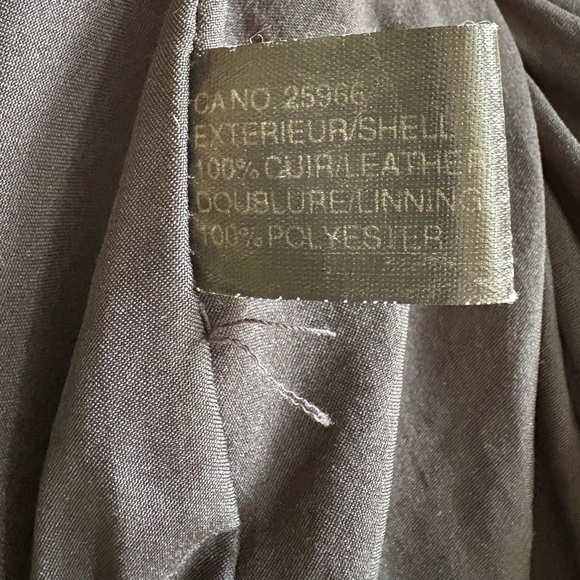 CA NO. 25966
EXTERIEUR/SHELL
100% CUIR/LEATHER
DOUBLURE/LINNING
100% POLYESTER